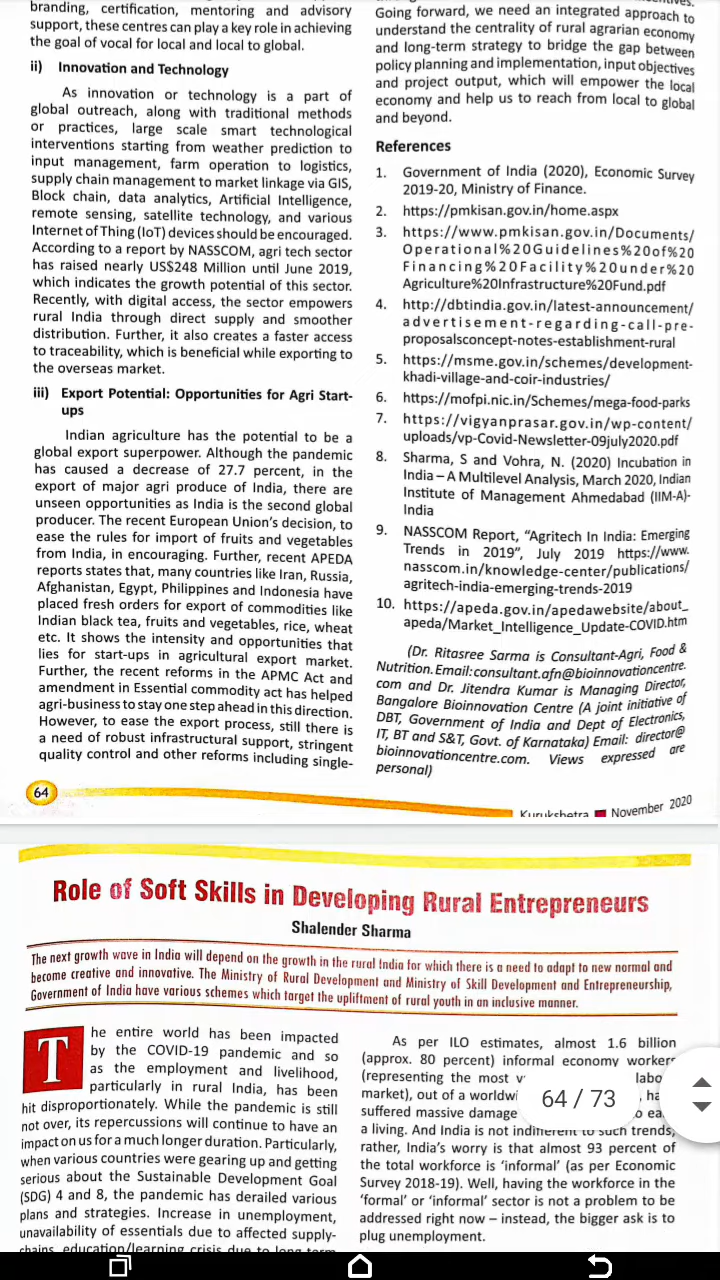 branding, certification, mentoring and advisory
support, these centres can play a key role in achieving
the goal of vocal for local and local to global.
ii) Innovation and Technology
As innovation or technology is a part of
global outreach, along with traditional methods
or practices, large scale smart technological
interventions starting from weather prediction to
input management, farm operation to logistics,
supply chain management to market linkage via GIS,
Block chain, data analytics, Artificial Intelligence,
remote sensing, satellite technology, and various
Internet of Thing (IoT) devices should be encouraged.
According to a report by NASSCOM, agri tech sector
has raised nearly US$248 Million until June 2019,
which indicates the growth potential of this sector.
Recently, with digital access, the sector empowers
rural India through direct supply and smoother
distribution. Further, it also creates a faster access
to traceability, which is beneficial while exporting to
the overseas market.
iii) Export Potential: Opportunities for Agri Start-
ups
Indian agriculture has the potential to be a
global export superpower. Although the pandemic
has caused a decrease of 27.7 percent, in the
export of major agri produce of India, there are
unseen opportunities as India is the second global
producer. The recent European Union's decision, to
ease the rules for import of fruits and vegetables
from India, in encouraging. Further, recent APEDA
reports states that, many countries like Iran, Russia,
Afghanistan, Egypt, Philippines and Indonesia have
placed fresh orders for export of commodities like
Indian black tea, fruits and vegetables, rice, wheat
etc. It shows the intensity and opportunities that
lies for start-ups in agricultural export market.
Further, the recent reforms in the APMC Act and
amendment in Essential commodity act has helped
agri-business to stay one step ahead in this direction.
However, to ease the export process, still there is
a need of robust infrastructural support, stringent
quality control and other reforms including single-
Going forward, we need an integrated approach to
understand the centrality of rural agrarian economy
and long-term strategy to bridge the gap between
policy planning and implementation, input objectives
and project output, which will empower the local
economy and help us to reach from local to global
and beyond.
References
1. Government of India (2020), Economic Survey
2019-20, Ministry of Finance.
2. https://pmkisan.gov.in/home.aspx
3. https://www.pmkisan.gov.in/Documents/
Operational%20Guidelines%20of%20
Financing%20Facility%20under%20
Agriculture%20Infrastructure%20Fund.pdf
4. http://dbtindia.gov.in/latest-announcement/
advertisement-regarding-call-pre-
proposalsconcept-notes-establishment-rural
5. https://msme.gov.in/schemes/development-
khadi-village-and-coir-industries/
6. https://mofpi.nic.in/Schemes/mega-food-parks
7. https://vigyanprasar.gov.in/wp-content/
uploads/vp-Covid-Newsletter-09july2020.pdf
8. Sharma, S and Vohra, N. (2020) Incubation in
India – A Multilevel Analysis, March 2020, Indian
Institute of Management Ahmedabad (IIM-A)-
India
9. NASSCOM Report, "Agritech In India: Emerging
Trends in 2019", July 2019 https://www.
nasscom.in/knowledge-center/publications/
agritech-india-emerging-trends-2019
10. https://apeda.gov.in/apedawebsite/about_
apeda/Market_Intelligence_Update-COVID.htm
(Dr. Ritasree Sarma is Consultant-Agri, Food &
Nutrition. Email:consultant.afn@bioinnovationcentre.
com and Dr. Jitendra Kumar is Managing Director,
Bangalore Bioinnovation Centre (A joint initiative of
DBT, Government of India and Dept of Electronics,
IT, BT and S&T, Govt. of Karnataka) Email: director@
bioinnovationcentre.com. Views expressed are
personal)
64
Kurukshetra November 2020
Role of Soft Skills in Developing Rural Entrepreneurs
Shalender Sharma
The next growth wave in India will depend on the growth in the rural India for which there is a need to adapt to new normal and
become creative and innovative. The Ministry of Rural Development and Ministry of Skill Development and Entrepreneurship,
Government of India have various schemes which target the upliftment of rural youth in an inclusive manner.
The entire world has been impacted
by the COVID-19 pandemic and so
as the employment and livelihood,
particularly in rural India, has been
hit disproportionately. While the pandemic is still
not over, its repercussions will continue to have an
impact on us for a much longer duration. Particularly,
when various countries were gearing up and getting
serious about the Sustainable Development Goal
(SDG) 4 and 8, the pandemic has derailed various
plans and strategies. Increase in unemployment,
unavailability of essentials due to affected supply-
chains, education/learning crisis due to long term
As per ILO estimates, almost 1.6 billion
(approx. 80 percent) informal economy workers
(representing the most labo
market), out of a worldwi ha
suffered massive damage o ea
a living. And India is not indifferent to such trends;
rather, India's worry is that almost 93 percent of
the total workforce is 'informal' (as per Economic
Survey 2018-19). Well, having the workforce in the
'formal' or 'informal' sector is not a problem to be
addressed right now – instead, the bigger ask is to
plug unemployment.
64 / 73